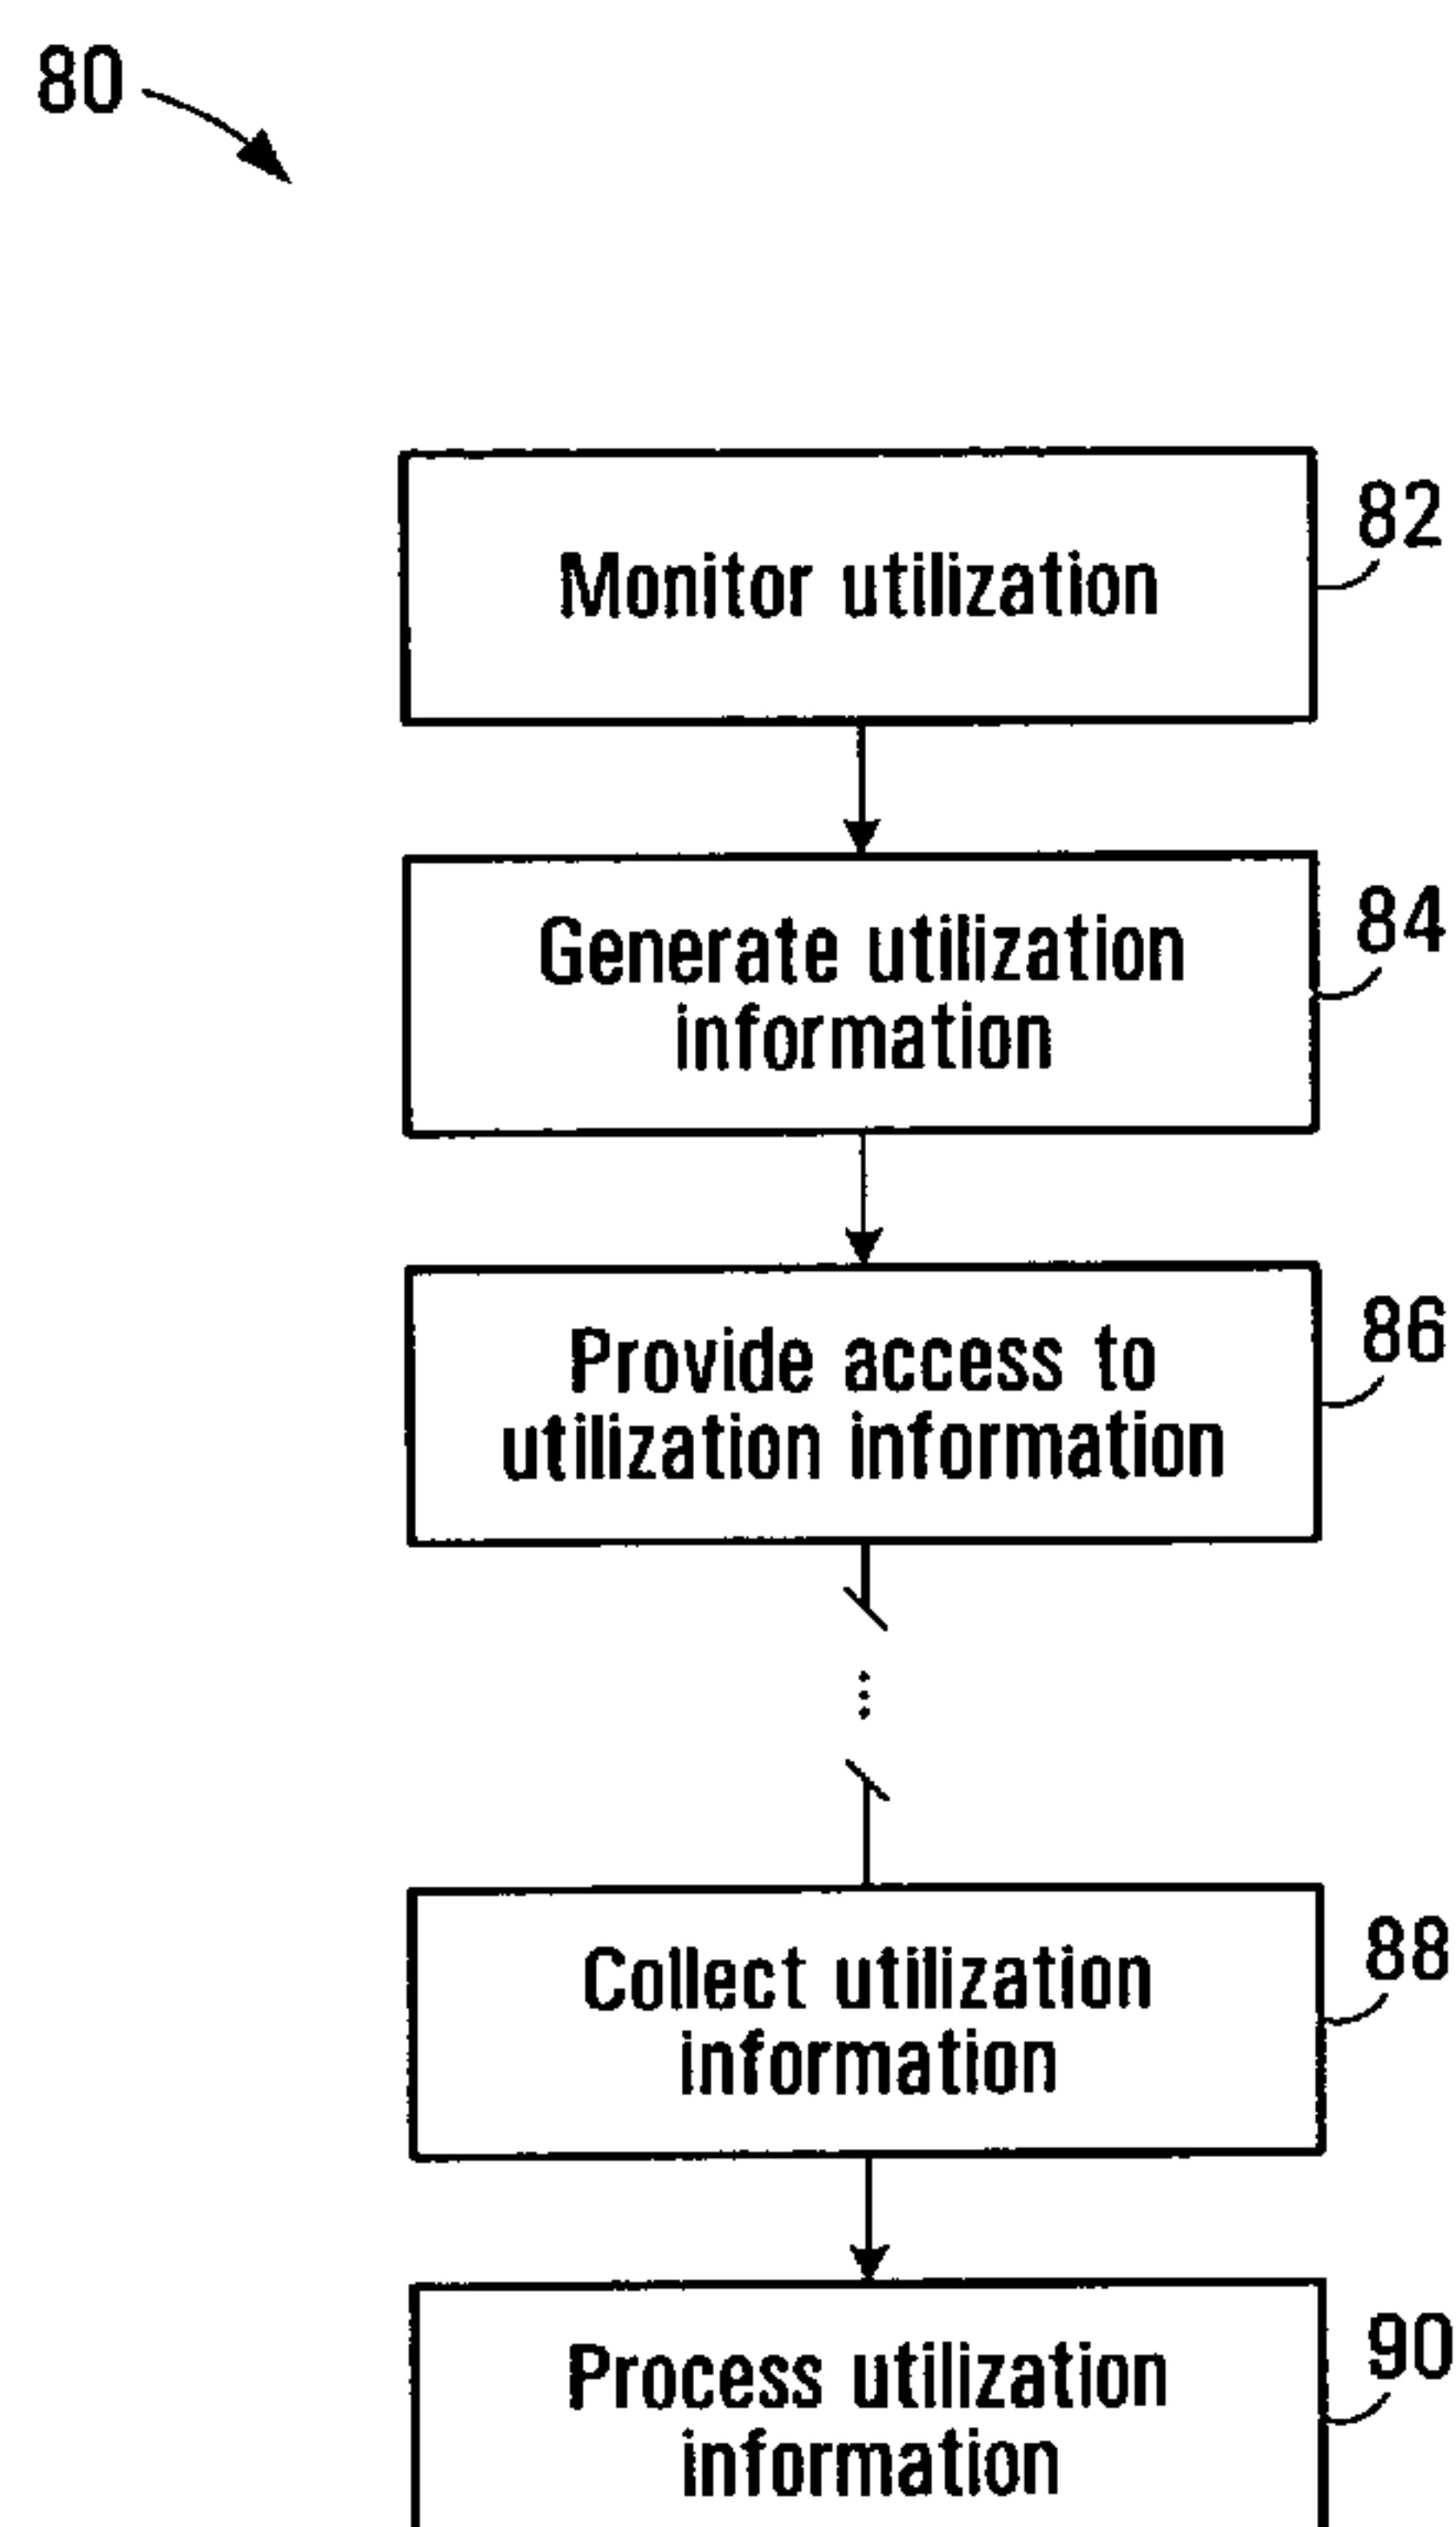 80
Monitor utilization
82
Generate utilization
information
84
Provide access to
utilization information
86
Collect utilization
information
88
Process utilization
information
90